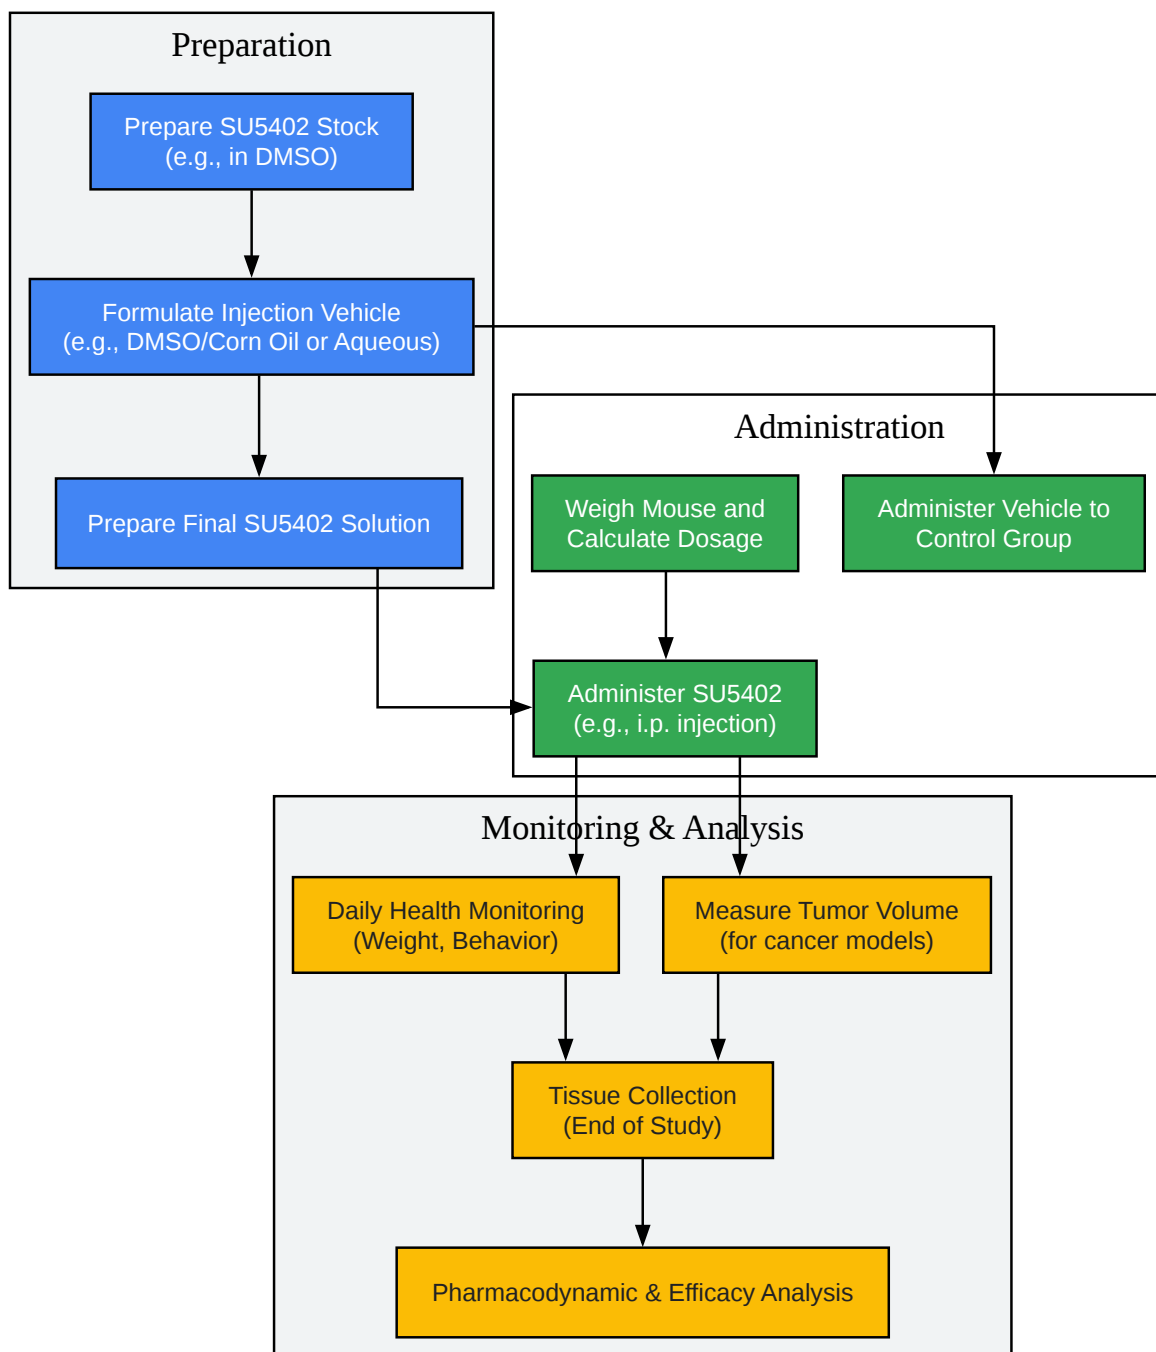 Preparation
Prepare SU5402 Stock
(e.g., in DMSO)
Formulate Injection Vehicle
(e.g., DMSO/Corn Oil or Aqueous)
Prepare Final SU5402 Solution
Administration
Weigh Mouse and
Calculate Dosage
Administer Vehicle to
Control Group
Administer SU5402
(e.g., i.p. injection)
Monitoring & Analysis
Daily Health Monitoring
(Weight, Behavior)
Measure Tumor Volume
(for cancer models)
Tissue Collection
(End of Study)
Pharmacodynamic & Efficacy Analysis